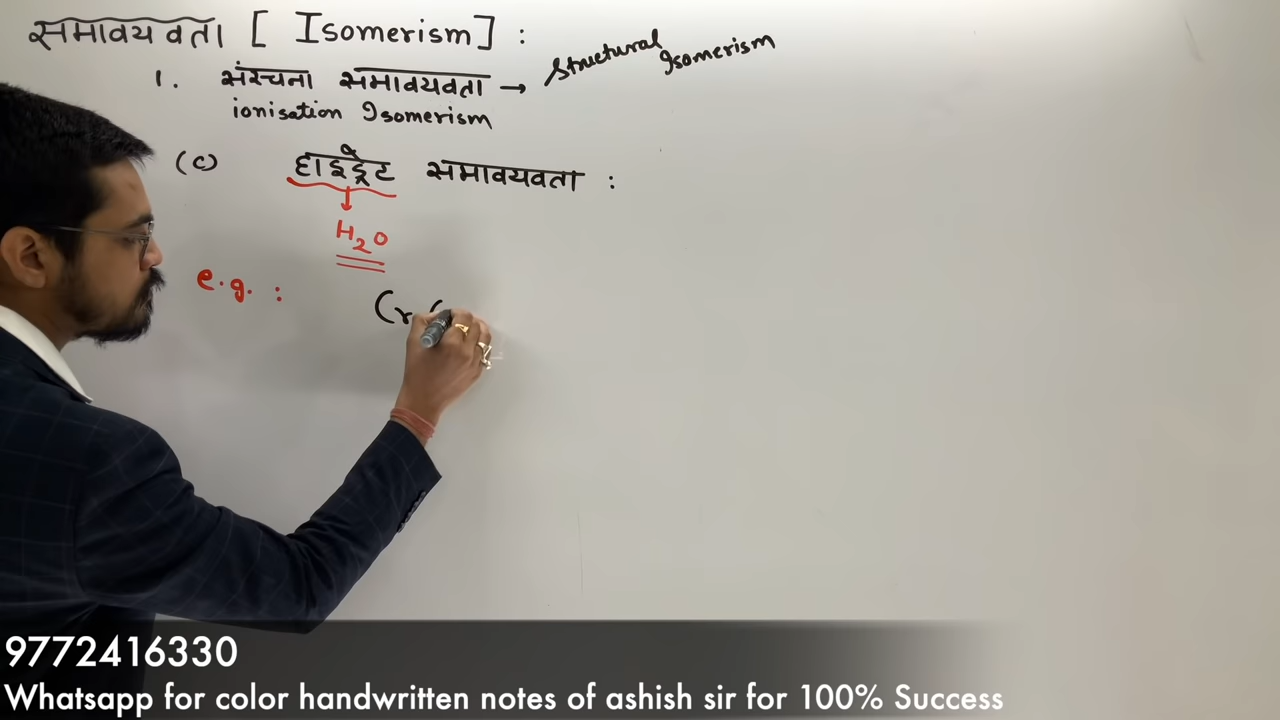 समावयवता [ Isomerism ] :
1. संरचना समावयवता → Structural Isomerism
ionisation Isomerism
(C) हाइड्रेट समावयवता :
↓
H₂O
e.g. : Cr(
9772416330
Whatsapp for color handwritten notes of ashish sir for 100% Success